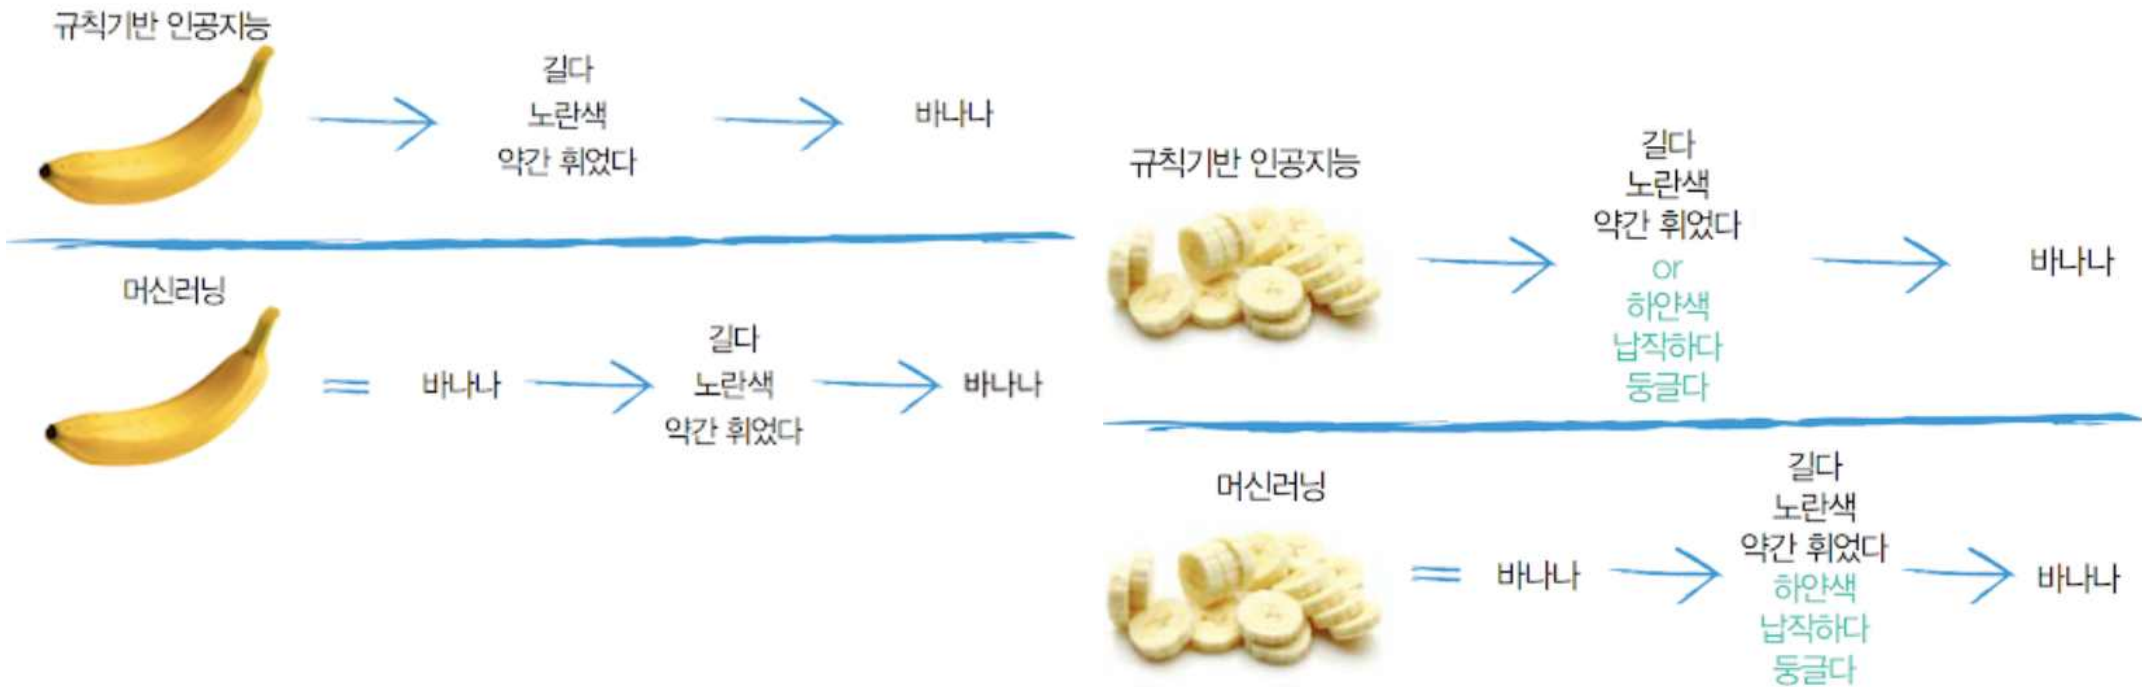 규칙기반 인공지능
길다
노란색
약간 휘었다
바나나
머신러닝
바나나
길다
노란색
약간 휘었다
바나나
규칙기반 인공지능
길다
노란색
약간 휘었다
or
하얀색
납작하다
둥글다
바나나
머신러닝
바나나
길다
노란색
약간 휘었다
하얀색
납작하다
둥글다
바나나